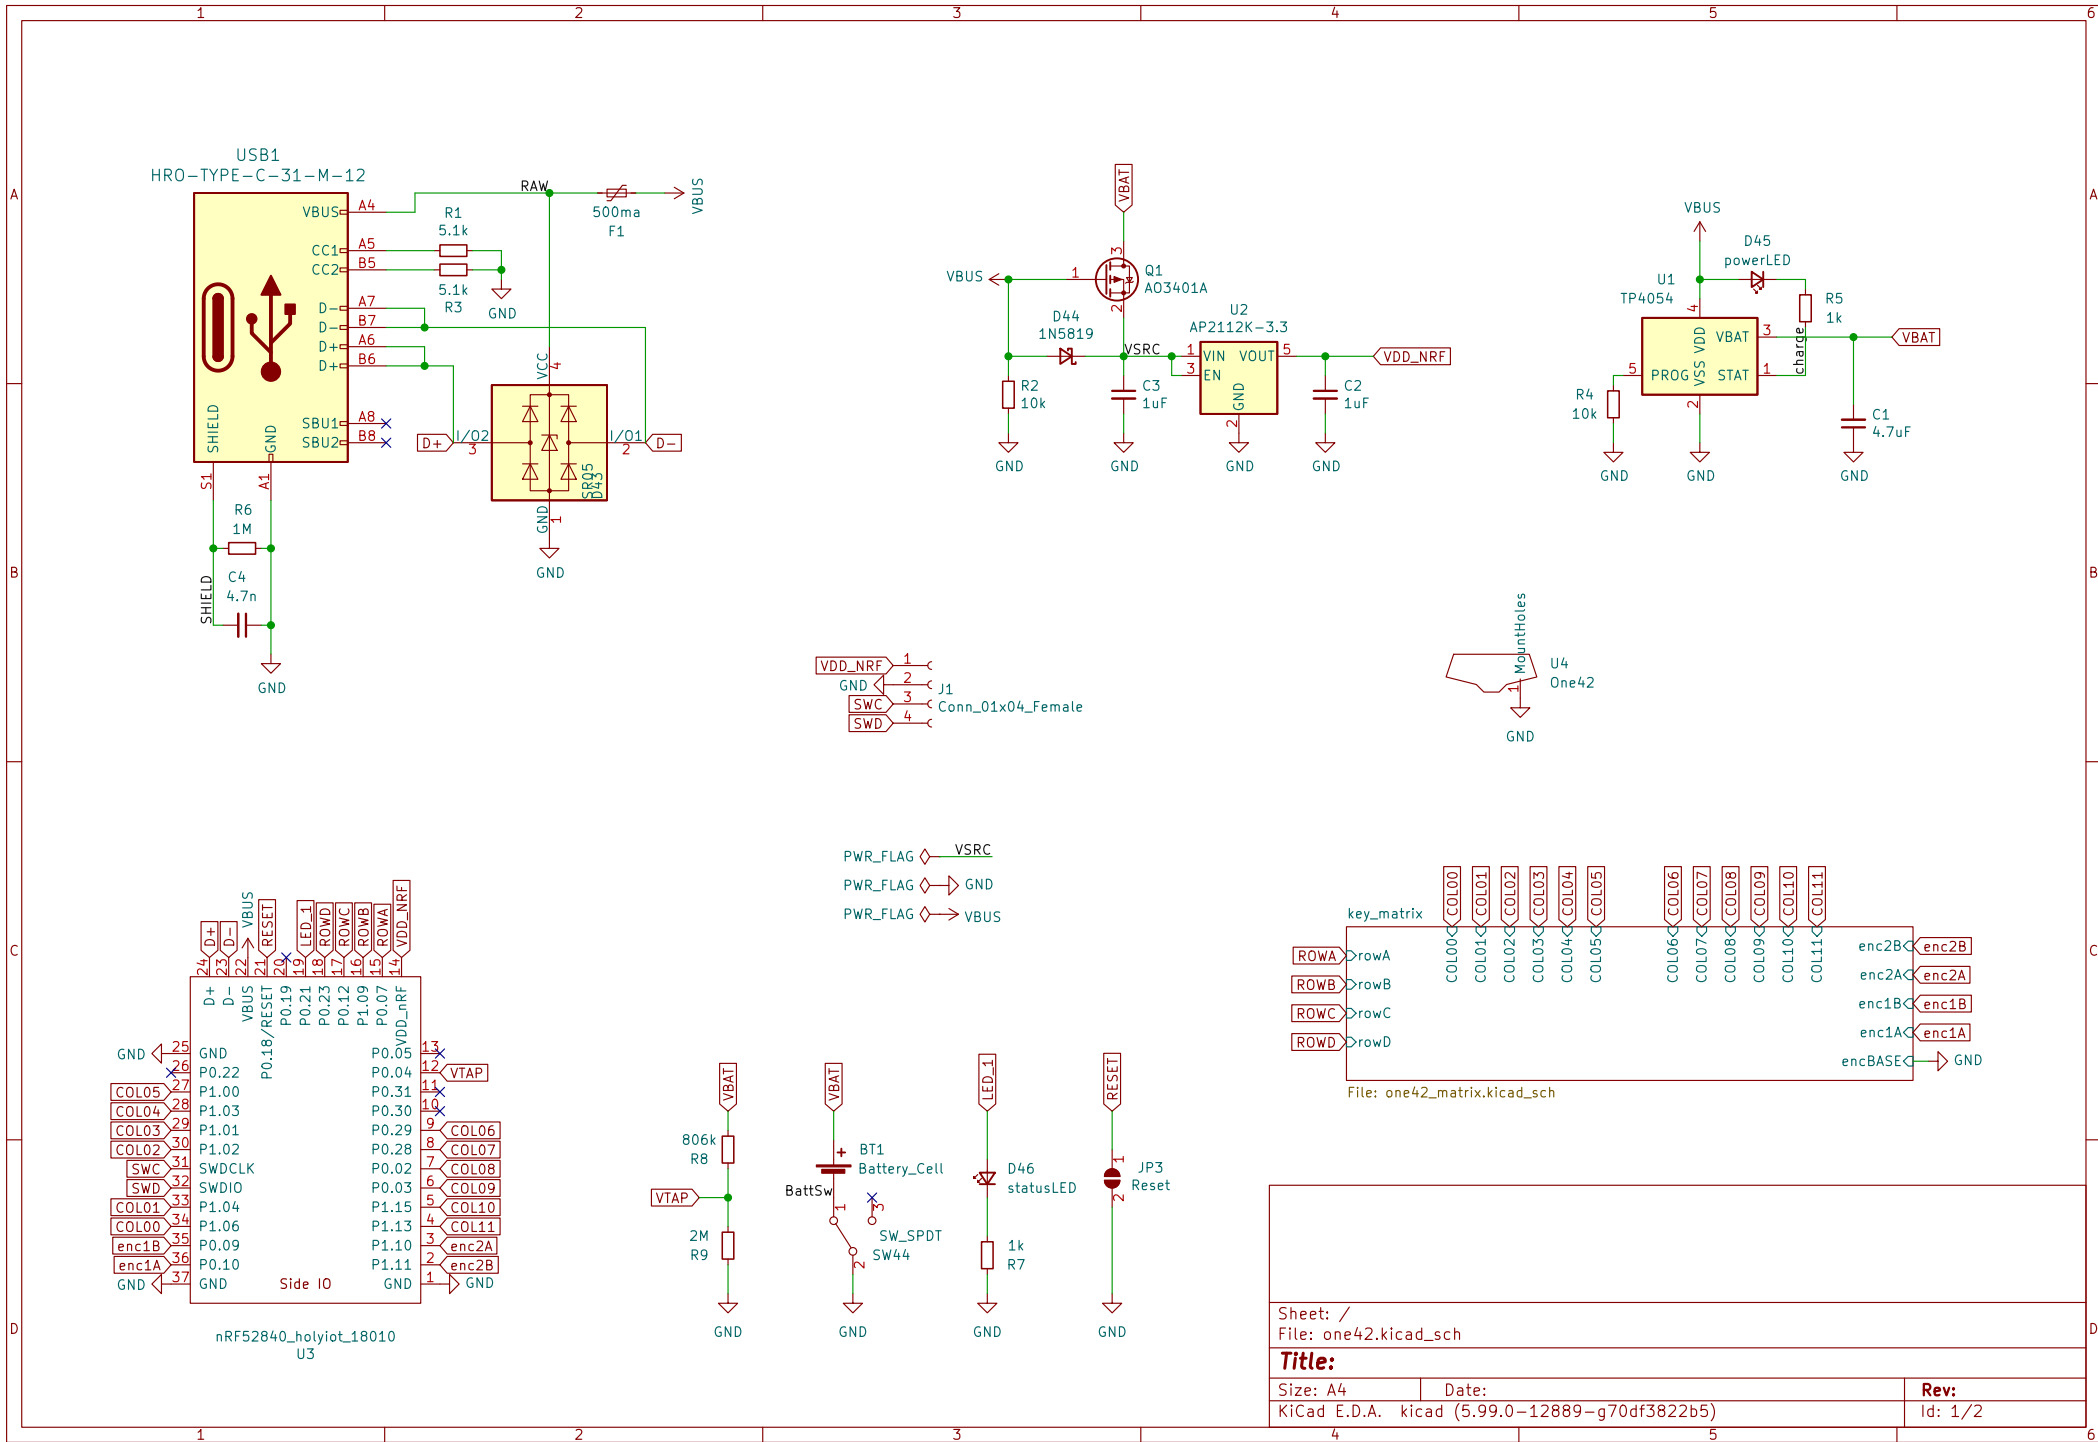 1 2 3 4 5 6
A
B
C
D
USB1
HRO-TYPE-C-31-M-12
VBUS A4
CC1 A5
CC2 B5
D- A7
D- B7
D+ A6
D+ B6
SBU1 A8
SBU2 B8
SHIELD
GND
S1
A1
R1
5.1k
5.1k
R3
GND
RAW
500ma
F1
VBUS
VCC
4
D+
I/O2
3
I/O1
2
D-
SR05
D43
GND
1
GND
R6
1M
C4
4.7n
SHIELD
GND
VBAT
3
VBUS
1
Q1
AO3401A
2
D44
1N5819
VSRC
R2
10k
GND
C3
1uF
GND
U2
AP2112K-3.3
1 VIN VOUT 5
3 EN
GND
2
GND
VDD_NRF
C2
1uF
GND
VBUS
D45
powerLED
U1
TP4054
4
R5
1k
charge
VDD
VSS
VBAT 3
VBAT
5 PROG
STAT 1
2
R4
10k
GND
GND
C1
4.7uF
GND
VDD_NRF 1
GND 2
SWC 3
SWD 4
J1
Conn_01x04_Female
MountHoles
1
U4
One42
GND
PWR_FLAG VSRC
PWR_FLAG GND
PWR_FLAG VBUS
D+ D- VBUS RESET LED_1 ROWD ROWC ROWB ROWA VDD_NRF
24 23 22 21 20 19 18 17 16 15 14
D+ D- VBUS P0.18/RESET P0.19 P0.21 P0.23 P0.12 P1.09 P0.07 VDD_nRF
GND 25 GND P0.05 13
26 P0.22 P0.04 12 VTAP
COL05 27 P1.00 P0.31 11
COL04 28 P1.03 P0.30 10
COL03 29 P1.01 P0.29 9 COL06
COL02 30 P1.02 P0.28 8 COL07
SWC 31 SWDCLK P0.02 7 COL08
SWD 32 SWDIO P0.03 6 COL09
COL01 33 P1.04 P1.15 5 COL10
COL00 34 P1.06 P1.13 4 COL11
enc1B 35 P0.09 P1.10 3 enc2A
enc1A 36 P0.10 P1.11 2 enc2B
GND 37 GND Side IO GND 1 GND
nRF52840_holyiot_18010
U3
VBAT
806k
R8
VTAP
2M
R9
GND
VBAT
+
BT1
Battery_Cell
BattSw
1
3
SW_SPDT
SW44
2
GND
LED_1
D46
statusLED
1k
R7
GND
RESET
1
JP3
Reset
2
GND
key_matrix
COL00 COL01 COL02 COL03 COL04 COL05 COL06 COL07 COL08 COL09 COL10 COL11
COL00 COL01 COL02 COL03 COL04 COL05 COL06 COL07 COL08 COL09 COL10 COL11
ROWA rowA
ROWB rowB
ROWC rowC
ROWD rowD
enc2B enc2B
enc2A enc2A
enc1B enc1B
enc1A enc1A
encBASE GND
File: one42_matrix.kicad_sch
Sheet: /
File: one42.kicad_sch
Title:
Size: A4 Date: Rev:
KiCad E.D.A. kicad (5.99.0-12889-g70df3822b5) Id: 1/2
A
B
C
D
1 2 3 4 5 6